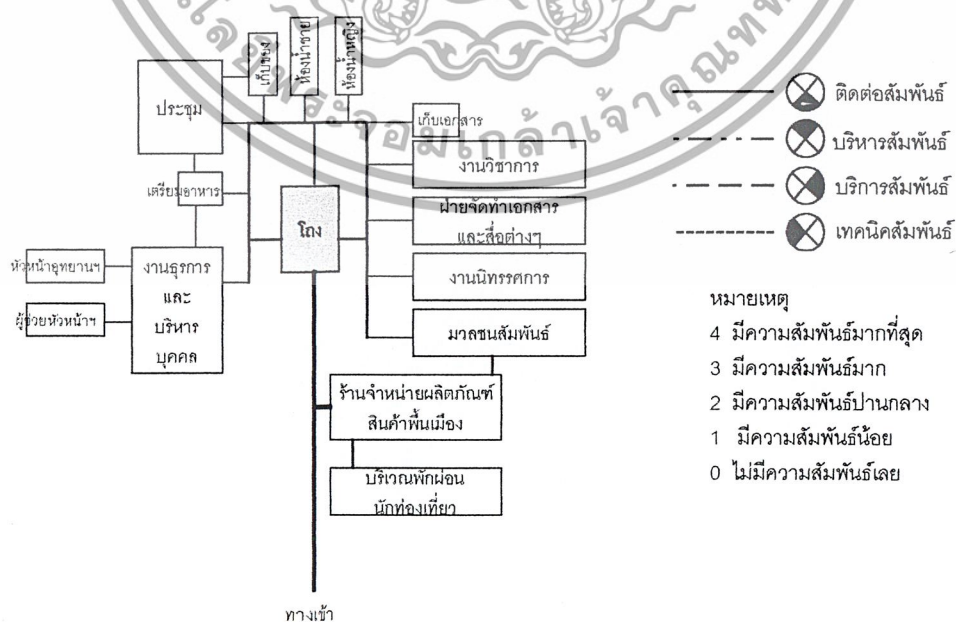 เก็บของ
ห้องน้ำชาย
ห้องน้ำหญิง
ประชุม
เก็บเอกสาร
งานวิชาการ
เตรียมอาหาร
โถง
ฝ่ายจัดทำเอกสาร
และสื่อต่างๆ
หัวหน้าอุทยานฯ
งานธุรการ
และ
บริหาร
บุคคล
งานนิทรรศการ
ผู้ช่วยหัวหน้าฯ
มวลชนสัมพันธ์
ร้านจำหน่ายผลิตภัณฑ์
สินค้าพื้นเมือง
บริเวณพักผ่อน
นักท่องเที่ยว
ทางเข้า
ติดต่อสัมพันธ์
บริหารสัมพันธ์
บริการสัมพันธ์
เทคนิคสัมพันธ์
หมายเหตุ
4 มีความสัมพันธ์มากที่สุด
3 มีความสัมพันธ์มาก
2 มีความสัมพันธ์ปานกลาง
1 มีความสัมพันธ์น้อย
0 ไม่มีความสัมพันธ์เลย